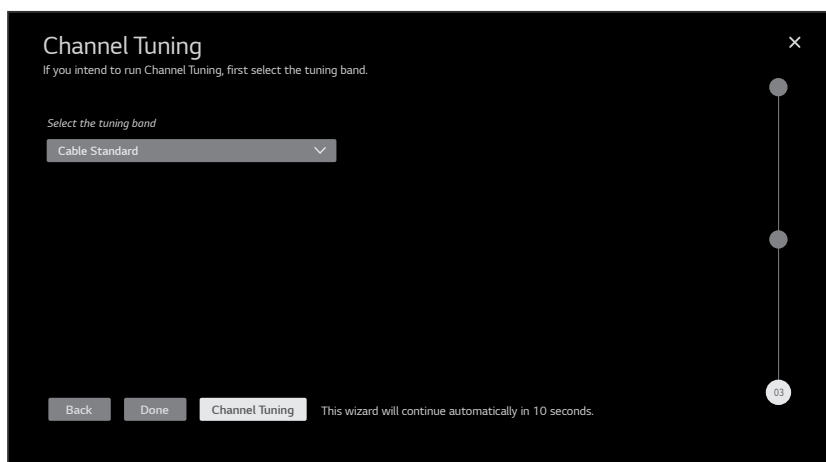 Channel Tuning
If you intend to run Channel Tuning, first select the tuning band.
Select the tuning band
Cable Standard
Back
Done
Channel Tuning
This wizard will continue automatically in 10 seconds.
03